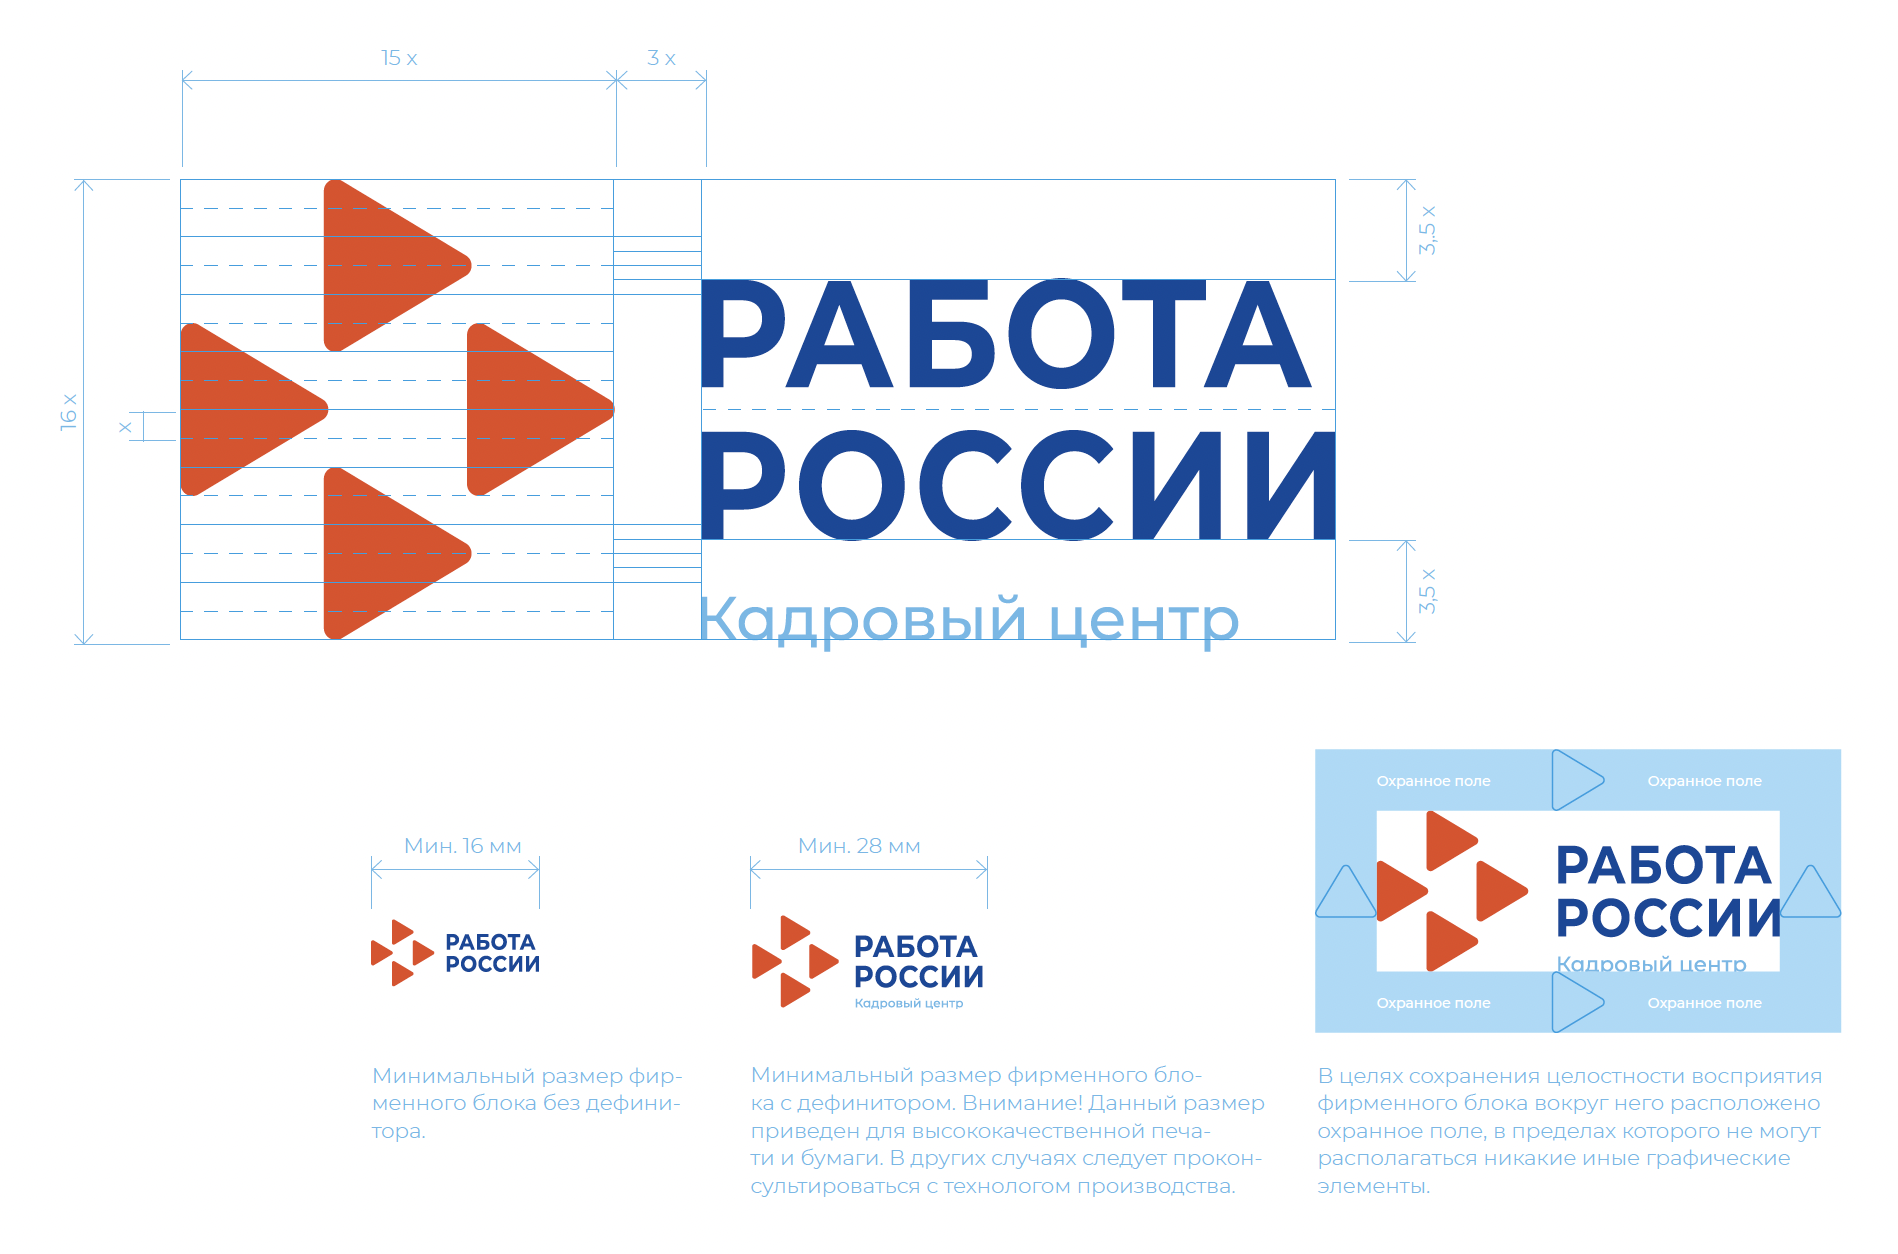 15 x
3 x
3,5 x
16 x
x
РАБОТА
РОССИИ
3,5 x
Кадровый центр
Мин. 16 мм
РАБОТА
РОССИИ
Минимальный размер фир-
менного блока без дефини-
тора.
Мин. 28 мм
РАБОТА
РОССИИ
Кадровый центр
Минимальный размер фирменного бло-
ка с дефинитором. Внимание! Данный размер
приведен для высококачественной печа-
ти и бумаги. В других случаях следует прокон-
сультироваться с технологом производства.
Охранное поле Охранное поле
РАБОТА
РОССИИ
Кадровый центр
Охранное поле Охранное поле
В целях сохранения целостности восприятия
фирменного блока вокруг него расположено
охранное поле, в пределах которого не могут
располагаться никакие иные графические
элементы.